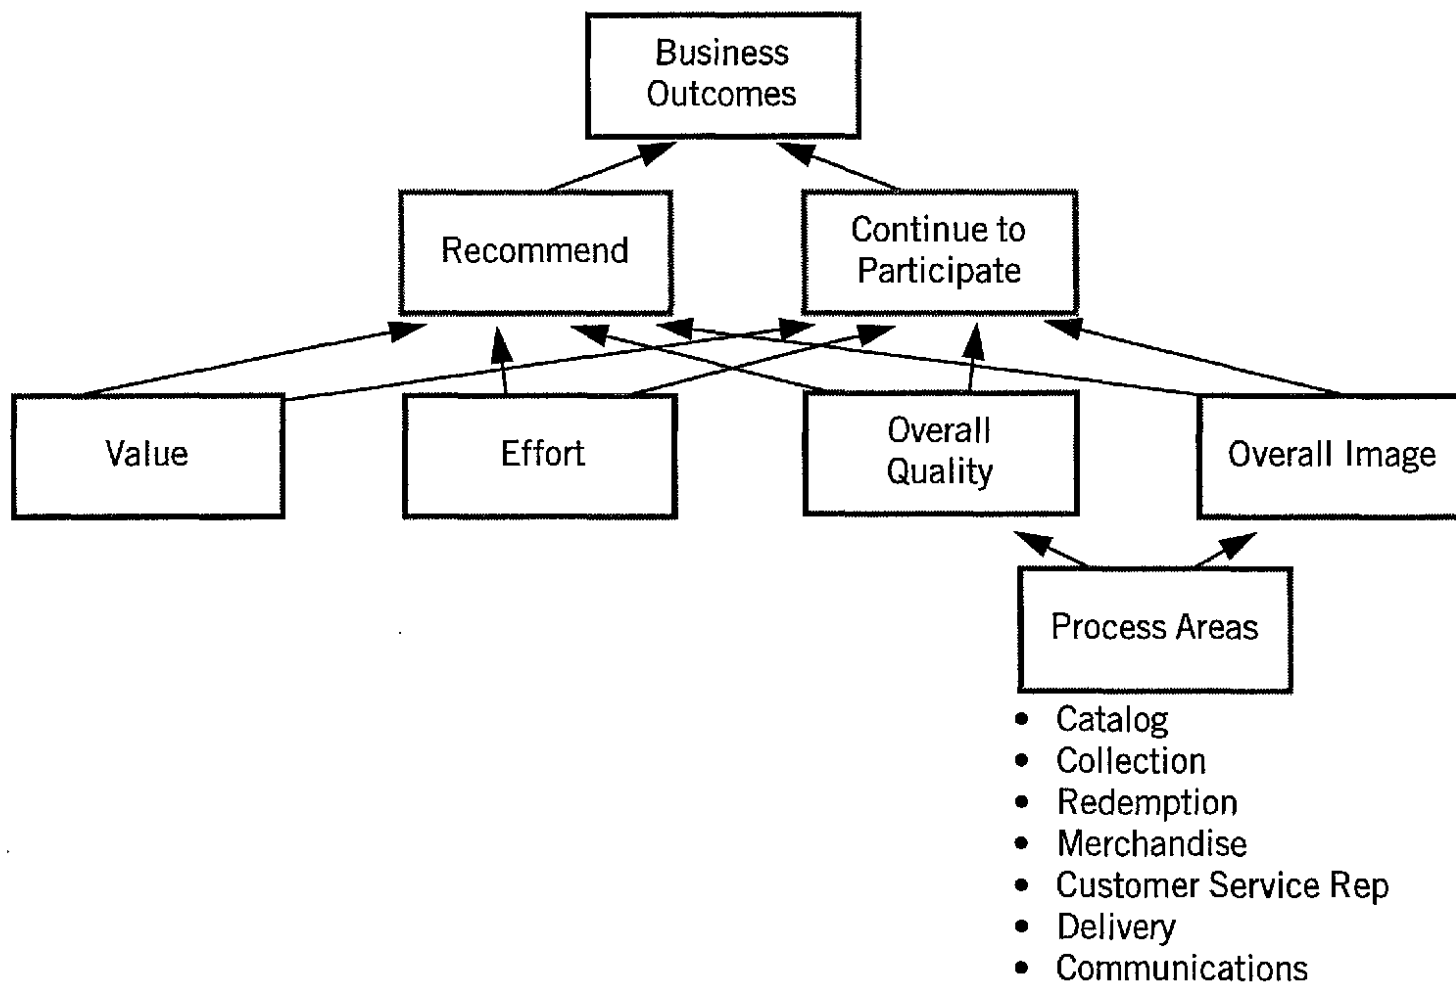 Business
Outcomes
Recommend
Continue to
Participate
Value
Effort
Overall
Quality
Overall Image
Process Areas
• Catalog
• Collection
• Redemption
• Merchandise
• Customer Service Rep
• Delivery
• Communications